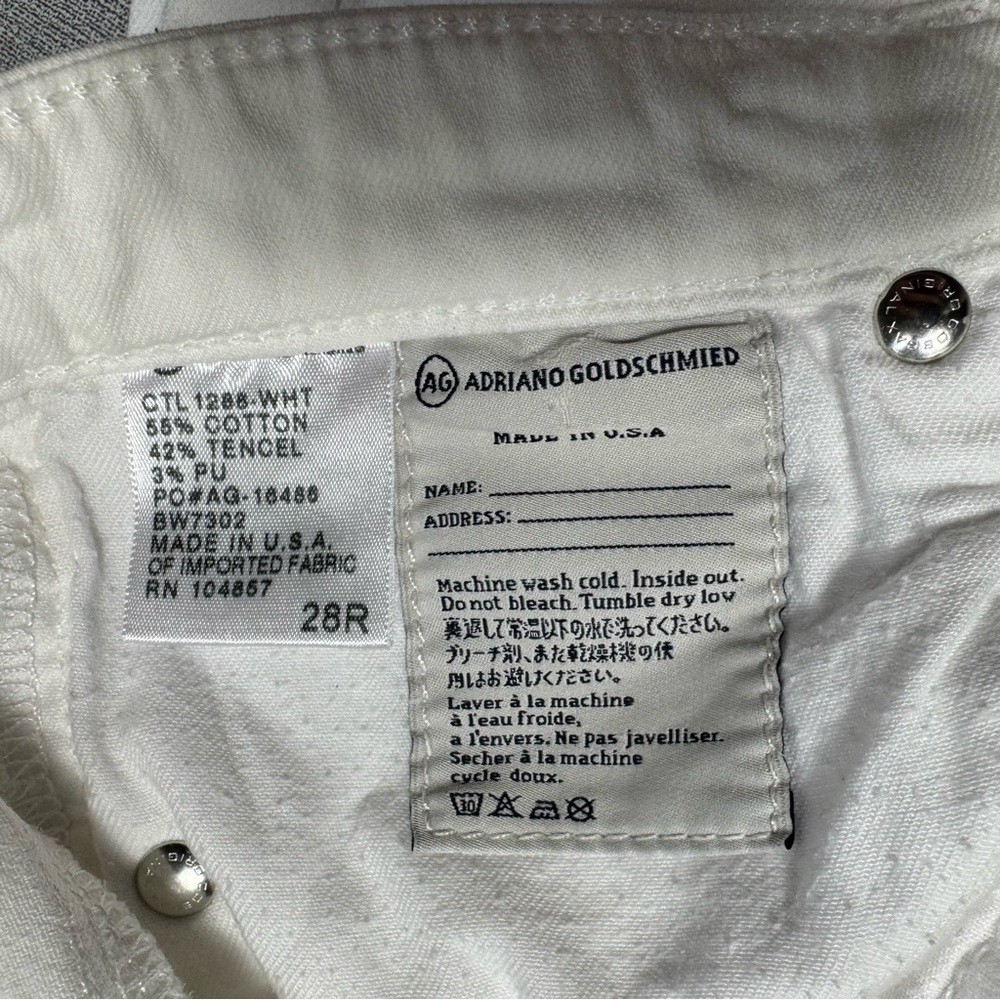 CTL 1288-WHT
55% COTTON
42% TENCEL
3% PU
PO#AG-16486
BW7302
MADE IN U.S.A.
OF IMPORTED FABRIC
RN 104857
28R
AG ADRIANO GOLDSCHMIED
MADE IN U.S.A
NAME:
ADDRESS:
Machine wash cold. Inside out.
Do not bleach. Tumble dry low
裏返して常温以下の水で洗ってください。
ブリーチ剤、また乾燥機の使
用はお避けください。
Laver à la machine
à l'eau froide,
a l'envers. Ne pas javelliser.
Secher à la machine
cycle doux.
30
ORIGINAL COBRAX